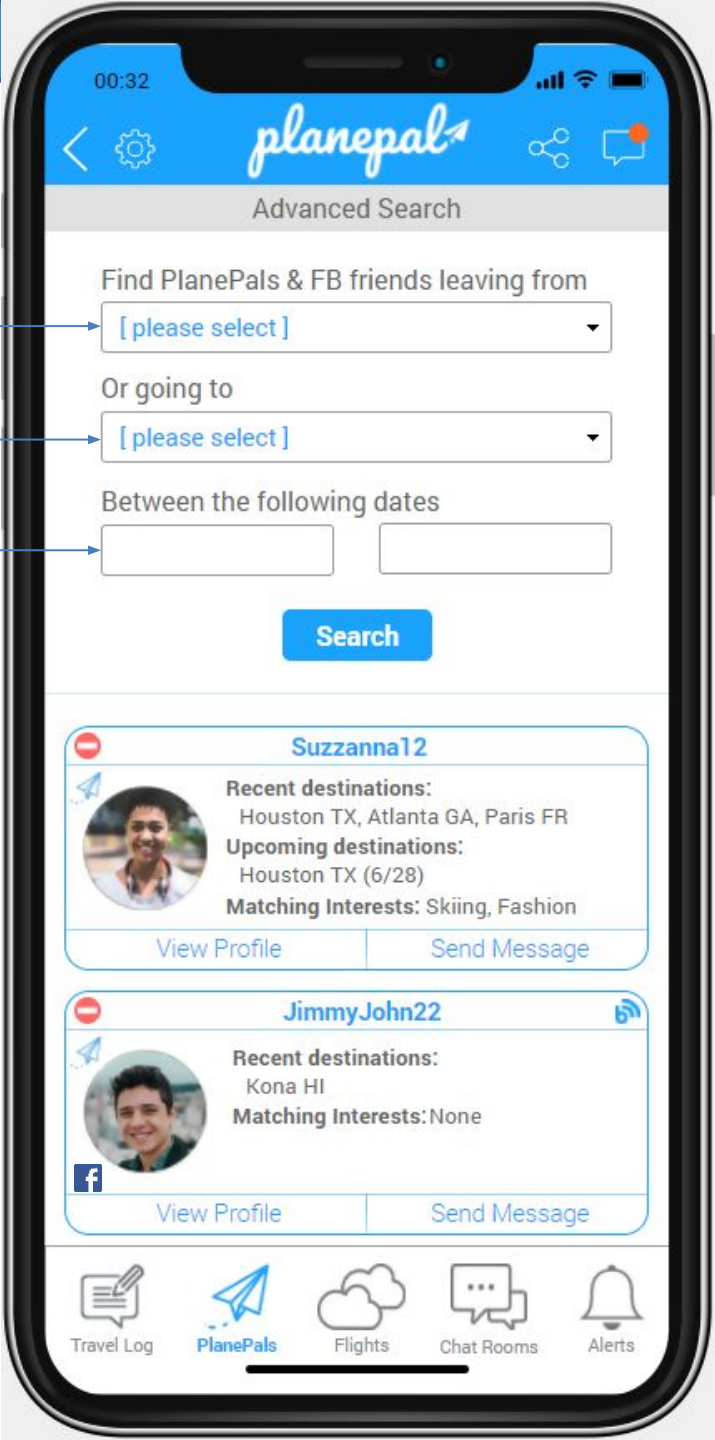 00:32
planepal
Advanced Search
Find PlanePals & FB friends leaving from
[ please select ]
Or going to
[ please select ]
Between the following dates
Search
Suzzanna12
Recent destinations:
Houston TX, Atlanta GA, Paris FR
Upcoming destinations:
Houston TX (6/28)
Matching Interests: Skiing, Fashion
View Profile Send Message
JimmyJohn22
Recent destinations:
Kona HI
Matching Interests: None
f
View Profile Send Message
Travel Log PlanePals Flights Chat Rooms Alerts